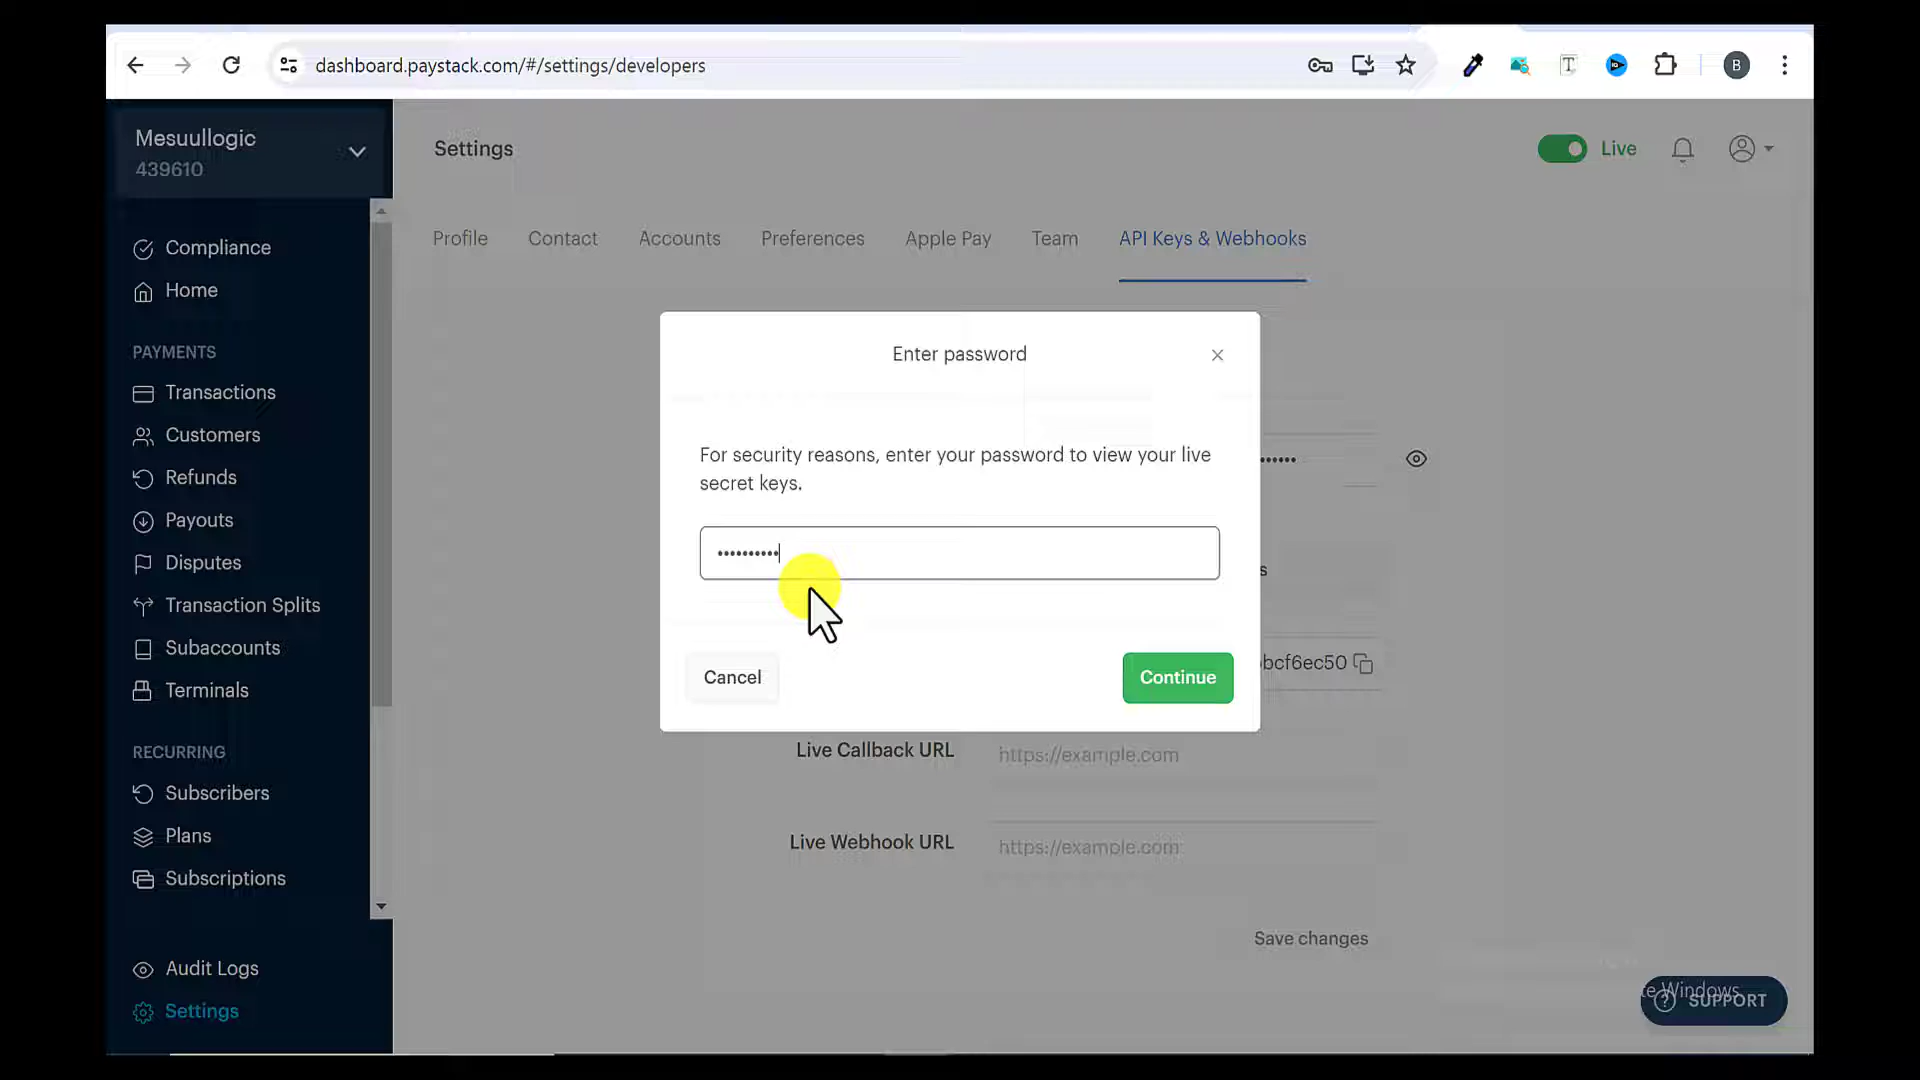 dashboard.paystack.com/#/settings/developers
B
Mesuullogic
439610
Settings
Live
Profile
Contact
Accounts
Preferences
Apple Pay
Team
API Keys & Webhooks
Compliance
Home
PAYMENTS
Transactions
Customers
Refunds
Payouts
Disputes
Transaction Splits
Subaccounts
Terminals
RECURRING
Subscribers
Plans
Subscriptions
Audit Logs
Settings
Enter password
For security reasons, enter your password to view your live
secret keys.
••••••••••
Cancel
Continue
••••••
s
bcf6ec50
Live Callback URL
https://example.com
Live Webhook URL
https://example.com
Save changes
te Windows
SUPPORT